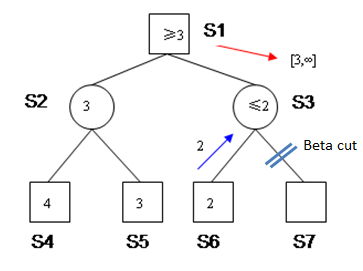 ≥3 S1
[3,∞]
S2 3 ≤2 S3
2 Beta cut
4 3 2
S4 S5 S6 S7